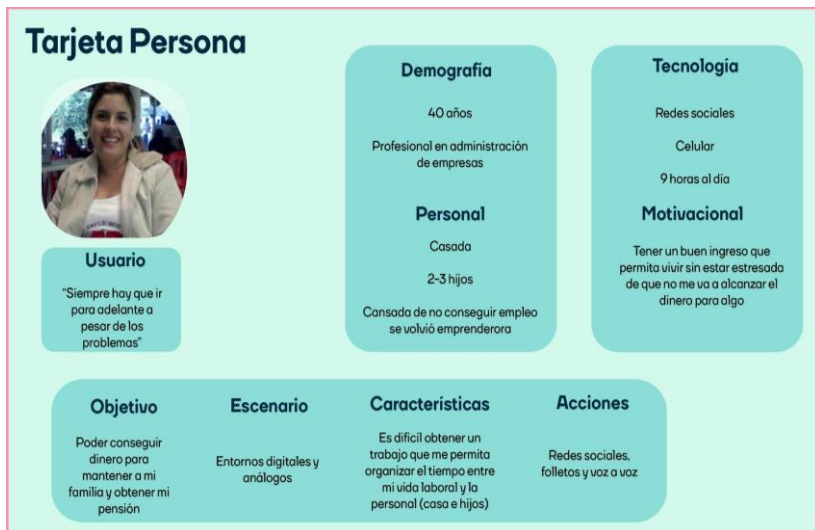 Tarjeta Persona
Usuario
"Siempre hay que ir
para adelante a
pesar de los
problemas"
Demografía
40 años
Profesional en administración
de empresas
Personal
Casada
2-3 hijos
Cansada de no conseguir empleo
se volvió emprenderora
Tecnología
Redes sociales
Celular
9 horas al día
Motivacional
Tener un buen ingreso que
permita vivir sin estar estresada
de que no me va a alcanzar el
dinero para algo
Objetivo
Poder conseguir
dinero para
mantener a mi
família y obtener mi
pensión
Escenario
Entornos digitales y
análogos
Características
Es dificíl obtener un
trabajo que me permita
organizar el tiempo entre
mi vida laboral y la
personal (casa e hijos)
Acciones
Redes sociales,
folletos y voz a voz